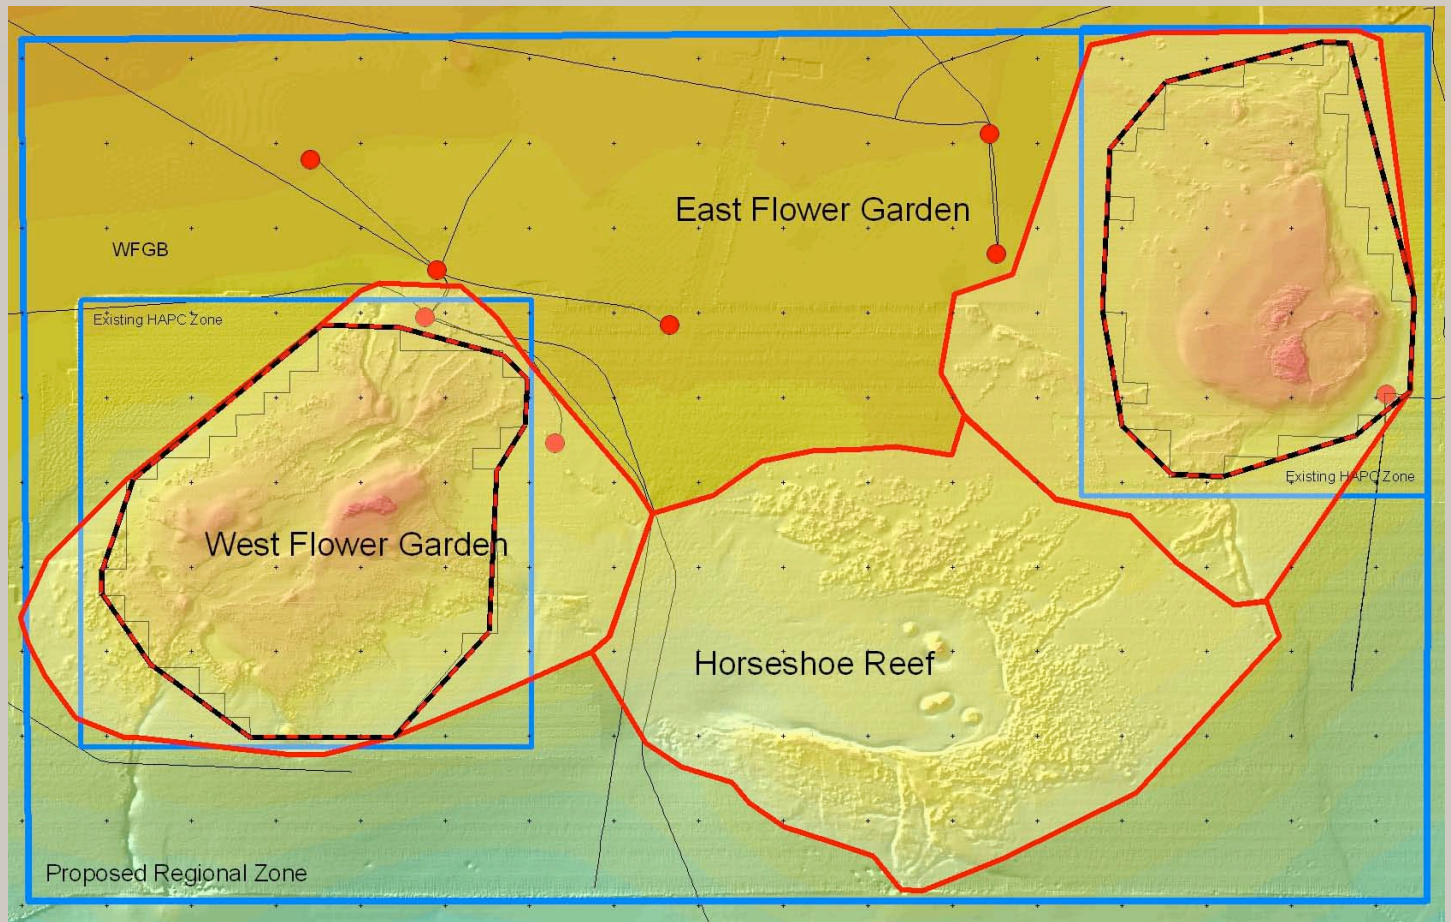 East Flower Garden
WFGB
Existing HAPC Zone
Existing HAPC Zone
West Flower Garden
Horseshoe Reef
Proposed Regional Zone